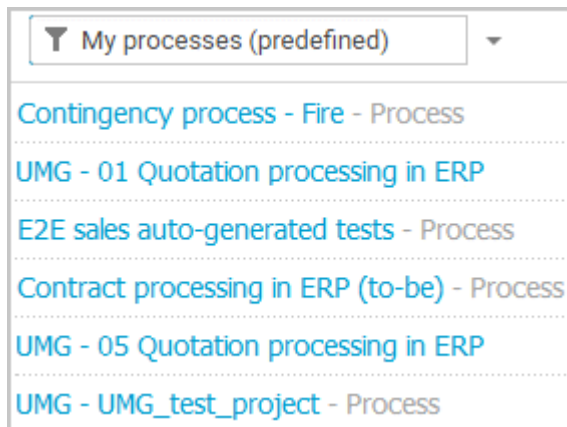 My processes (predefined)
Contingency process - Fire - Process
UMG - 01 Quotation processing in ERP
E2E sales auto-generated tests - Process
Contract processing in ERP (to-be) - Process
UMG - 05 Quotation processing in ERP
UMG - UMG_test_project - Process